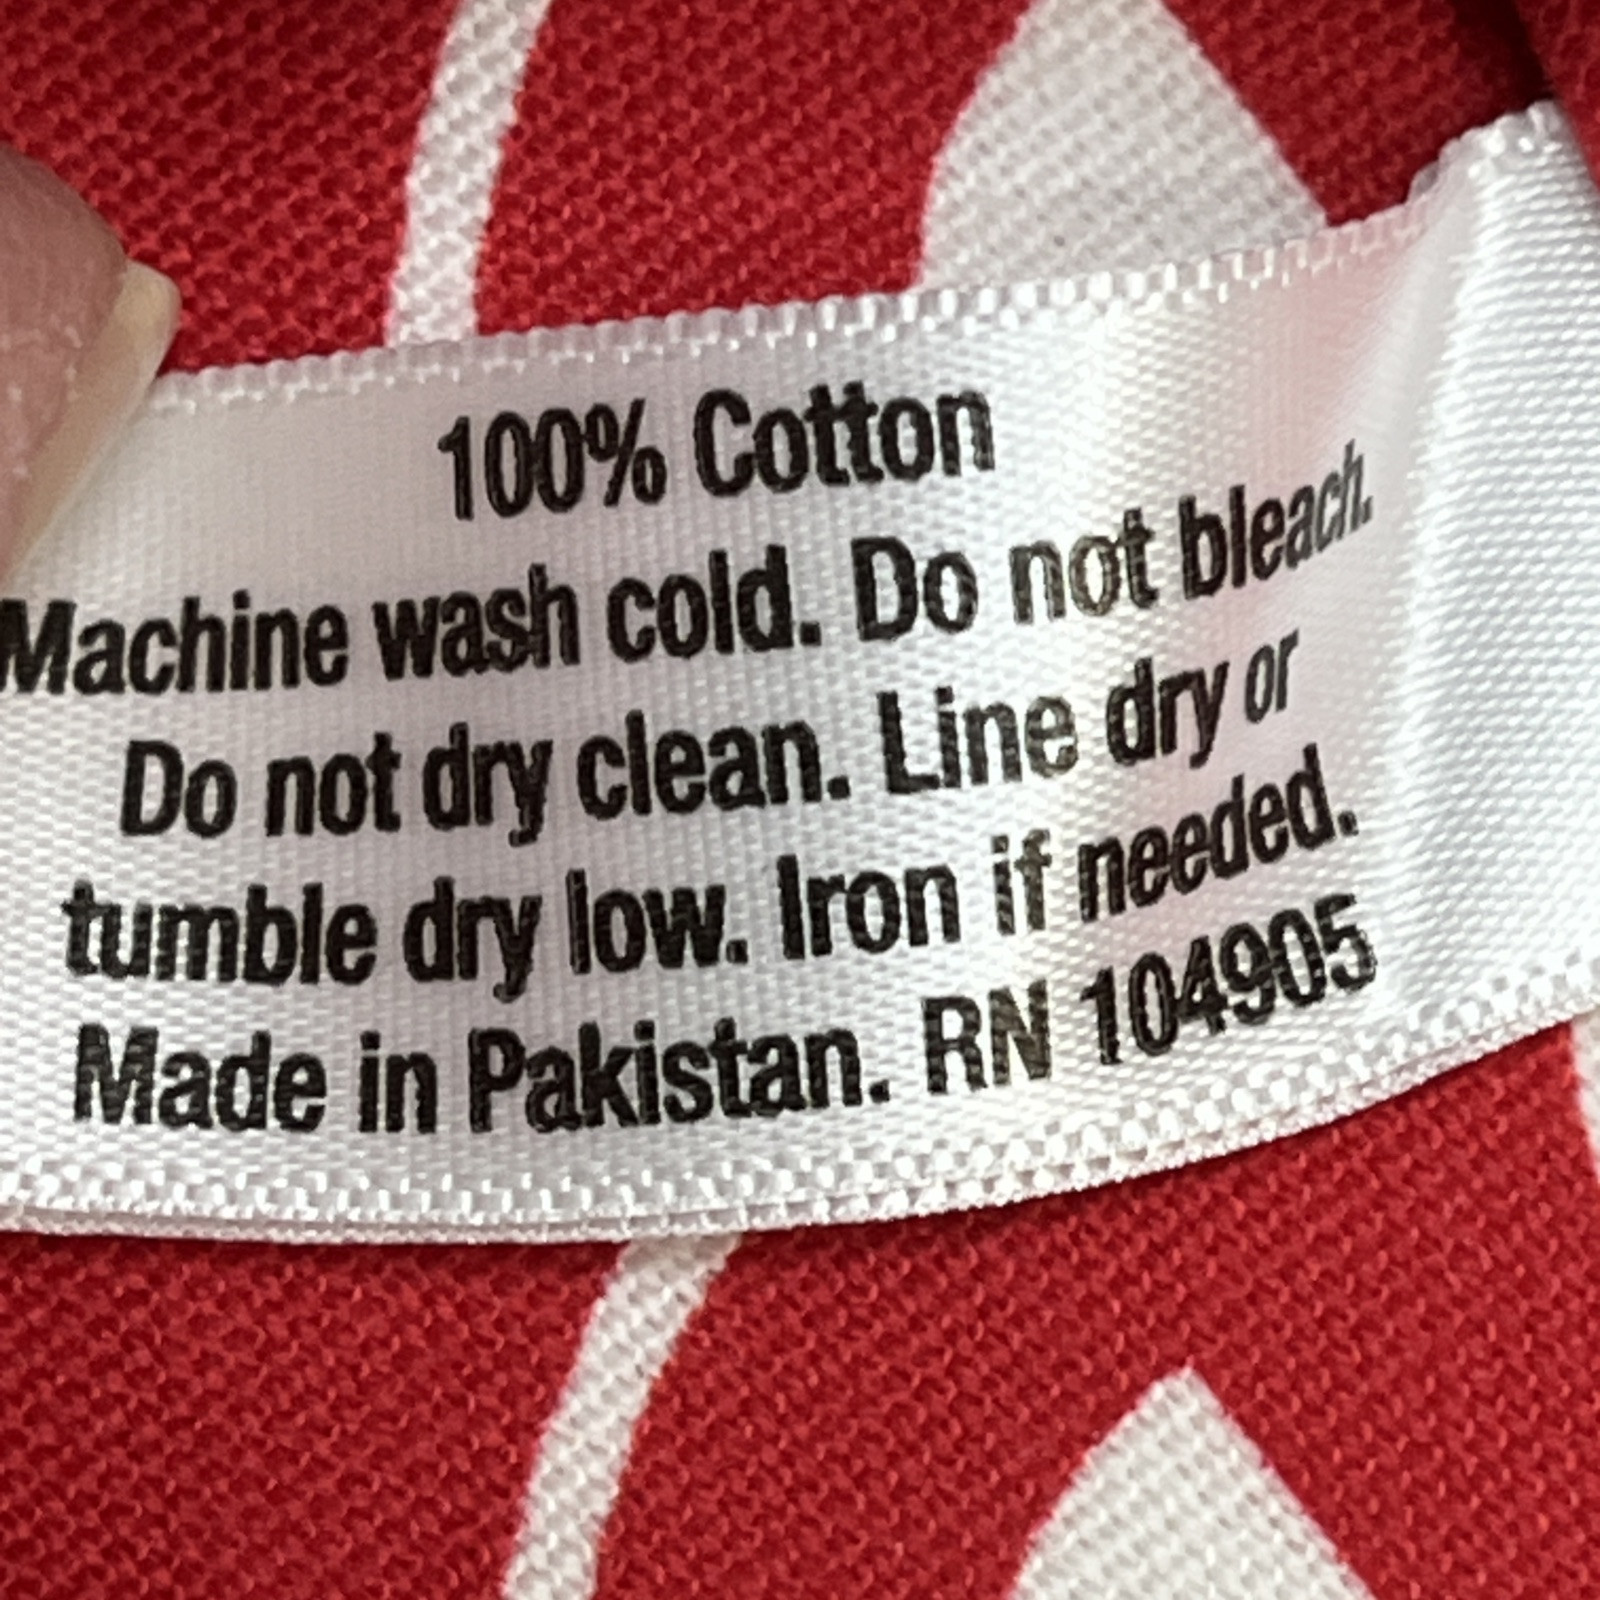 100% Cotton
Machine wash cold. Do not bleach.
Do not dry clean. Line dry or
tumble dry low. Iron if needed.
Made in Pakistan. RN 104905